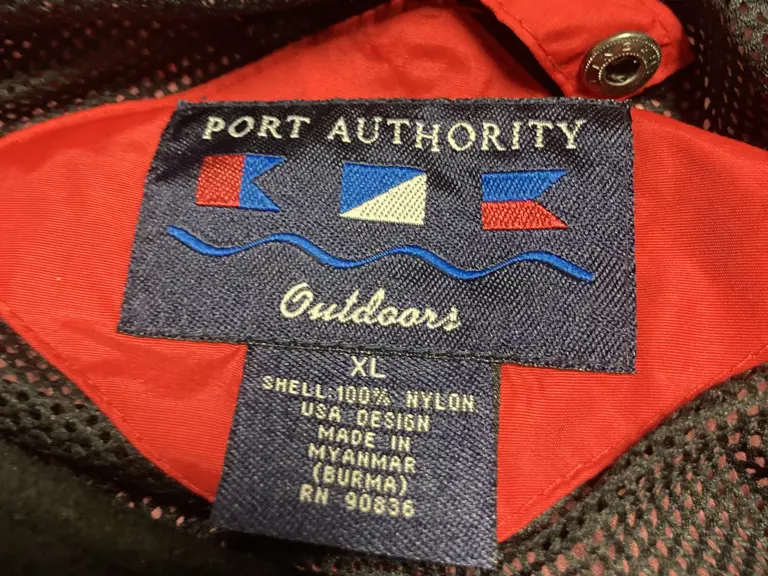 PORT AUTHORITY
Outdoors
XL
SHELL:100% NYLON
USA DESIGN
MADE IN
MYANMAR
(BURMA)
RN 90836